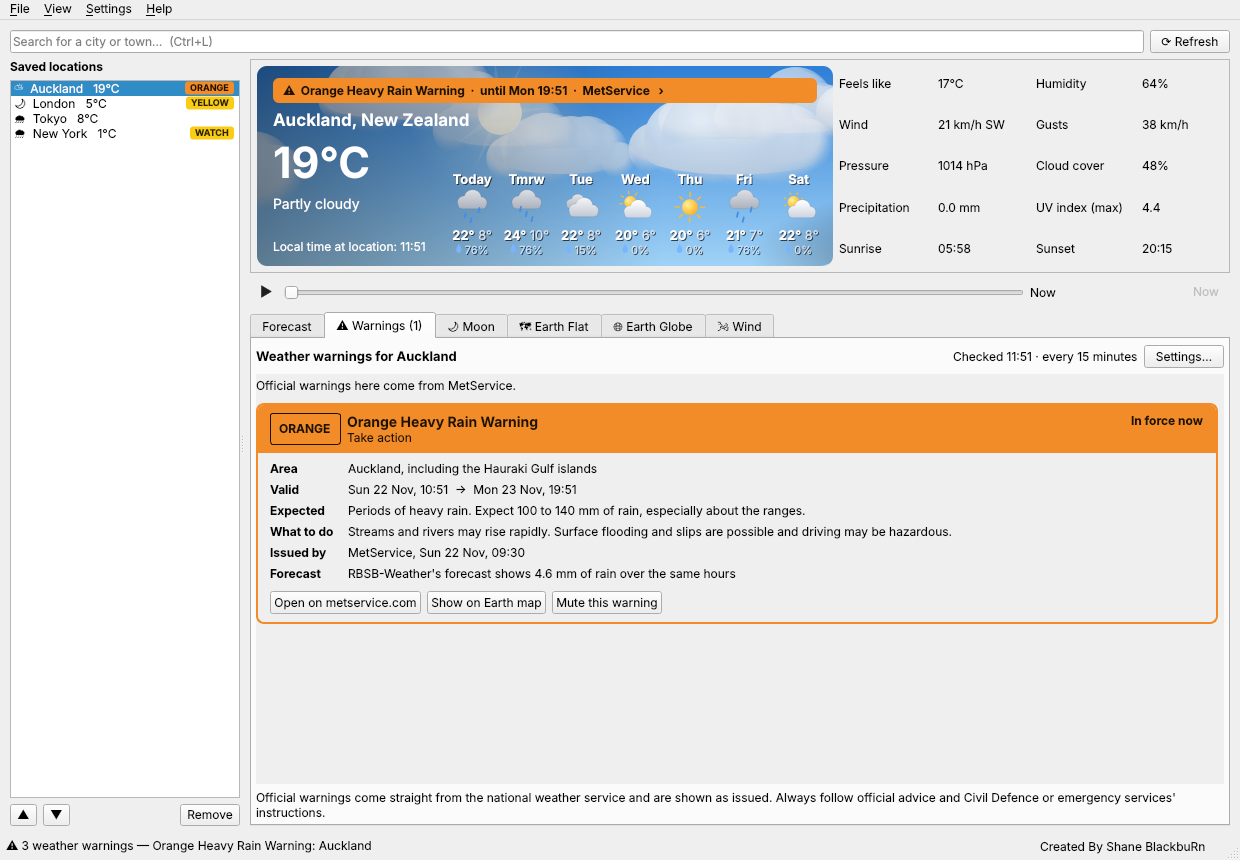 File View Settings Help
Search for a city or town... (Ctrl+L)
Refresh
Saved locations
Auckland 19°C ORANGE
London 5°C YELLOW
Tokyo 8°C
New York 1°C WATCH
Remove
Orange Heavy Rain Warning · until Mon 19:51 · MetService ›
Auckland, New Zealand
19°C
Partly cloudy
Local time at location: 11:51
Today Tmrw Tue Wed Thu Fri Sat
22° 8° 24° 10° 22° 8° 20° 6° 20° 6° 21° 7° 22° 8°
76% 76% 15% 0% 0% 76% 0%
Feels like 17°C Humidity 64%
Wind 21 km/h SW Gusts 38 km/h
Pressure 1014 hPa Cloud cover 48%
Precipitation 0.0 mm UV index (max) 4.4
Sunrise 05:58 Sunset 20:15
Now Now
Forecast Warnings (1) Moon Earth Flat Earth Globe Wind
Weather warnings for Auckland Checked 11:51 · every 15 minutes Settings...
Official warnings here come from MetService.
ORANGE Orange Heavy Rain Warning In force now
Take action
Area Auckland, including the Hauraki Gulf islands
Valid Sun 22 Nov, 10:51 → Mon 23 Nov, 19:51
Expected Periods of heavy rain. Expect 100 to 140 mm of rain, especially about the ranges.
What to do Streams and rivers may rise rapidly. Surface flooding and slips are possible and driving may be hazardous.
Issued by MetService, Sun 22 Nov, 09:30
Forecast RBSB-Weather's forecast shows 4.6 mm of rain over the same hours
Open on metservice.com Show on Earth map Mute this warning
Official warnings come straight from the national weather service and are shown as issued. Always follow official advice and Civil Defence or emergency services'
instructions.
3 weather warnings — Orange Heavy Rain Warning: Auckland Created By Shane BlackbuRn